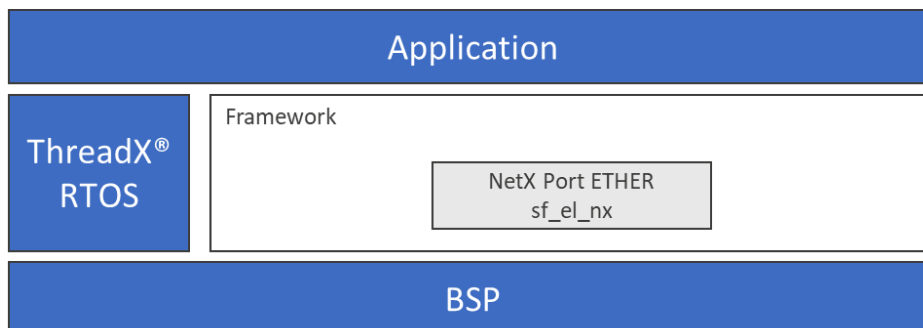 Application
ThreadX®
RTOS
Framework
NetX Port ETHER
sf_el_nx
BSP